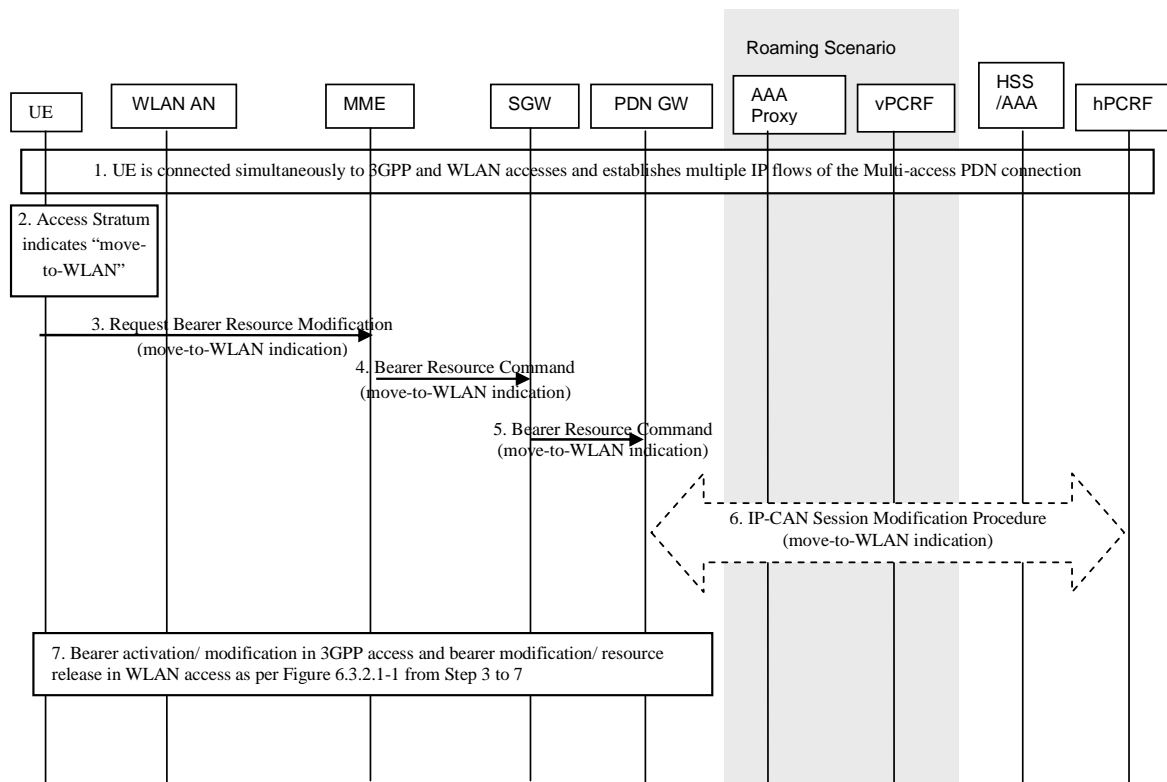 Roaming Scenario
UE
WLAN AN
MME
SGW
PDN GW
AAA
Proxy
vPCRF
HSS
/AAA
hPCRF
1. UE is connected simultaneously to 3GPP and WLAN accesses and establishes multiple IP flows of the Multi-access PDN connection
2. Access Stratum
indicates “move-
to-WLAN”
3. Request Bearer Resource Modification
(move-to-WLAN indication)
4. Bearer Resource Command
(move-to-WLAN indication)
5. Bearer Resource Command
(move-to-WLAN indication)
6. IP-CAN Session Modification Procedure
(move-to-WLAN indication)
7. Bearer activation/ modification in 3GPP access and bearer modification/ resource
release in WLAN access as per Figure 6.3.2.1-1 from Step 3 to 7